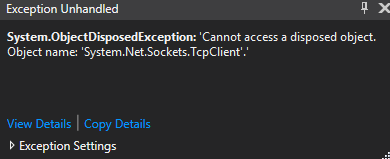 Exception Unhandled
System.ObjectDisposedException: 'Cannot access a disposed object.
Object name: 'System.Net.Sockets.TcpClient'.'
View Details | Copy Details
Exception Settings